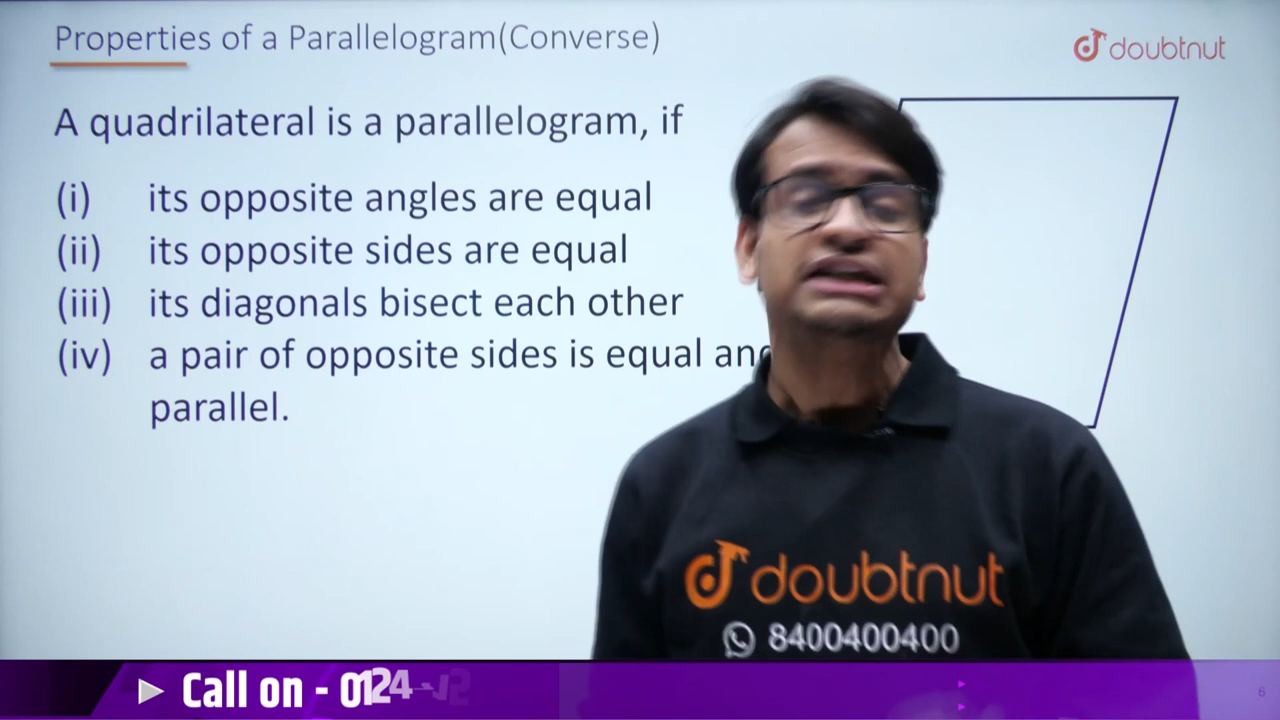 Properties of a Parallelogram(Converse)
doubtnut
A quadrilateral is a parallelogram, if
(i) its opposite angles are equal
(ii) its opposite sides are equal
(iii) its diagonals bisect each other
(iv) a pair of opposite sides is equal
parallel.
doubtnut
8400400400
Call on - 0124
6